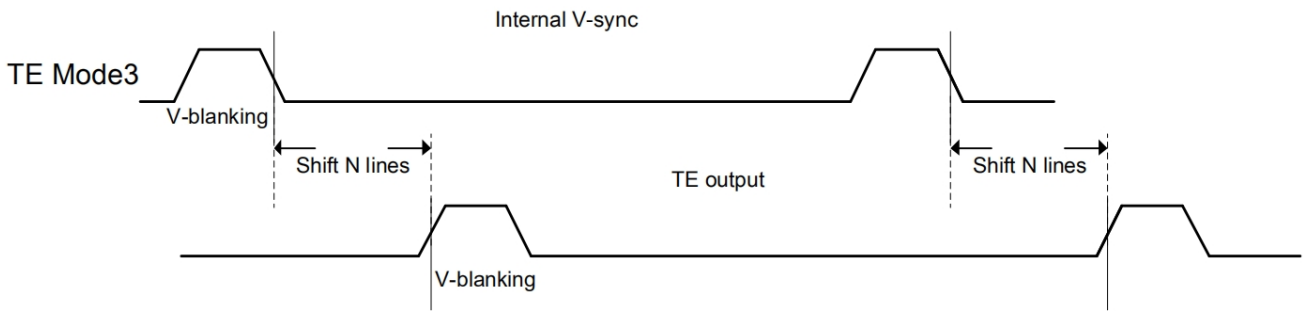 Internal V-sync
TE Mode3
V-blanking
Shift N lines
Shift N lines
TE output
V-blanking